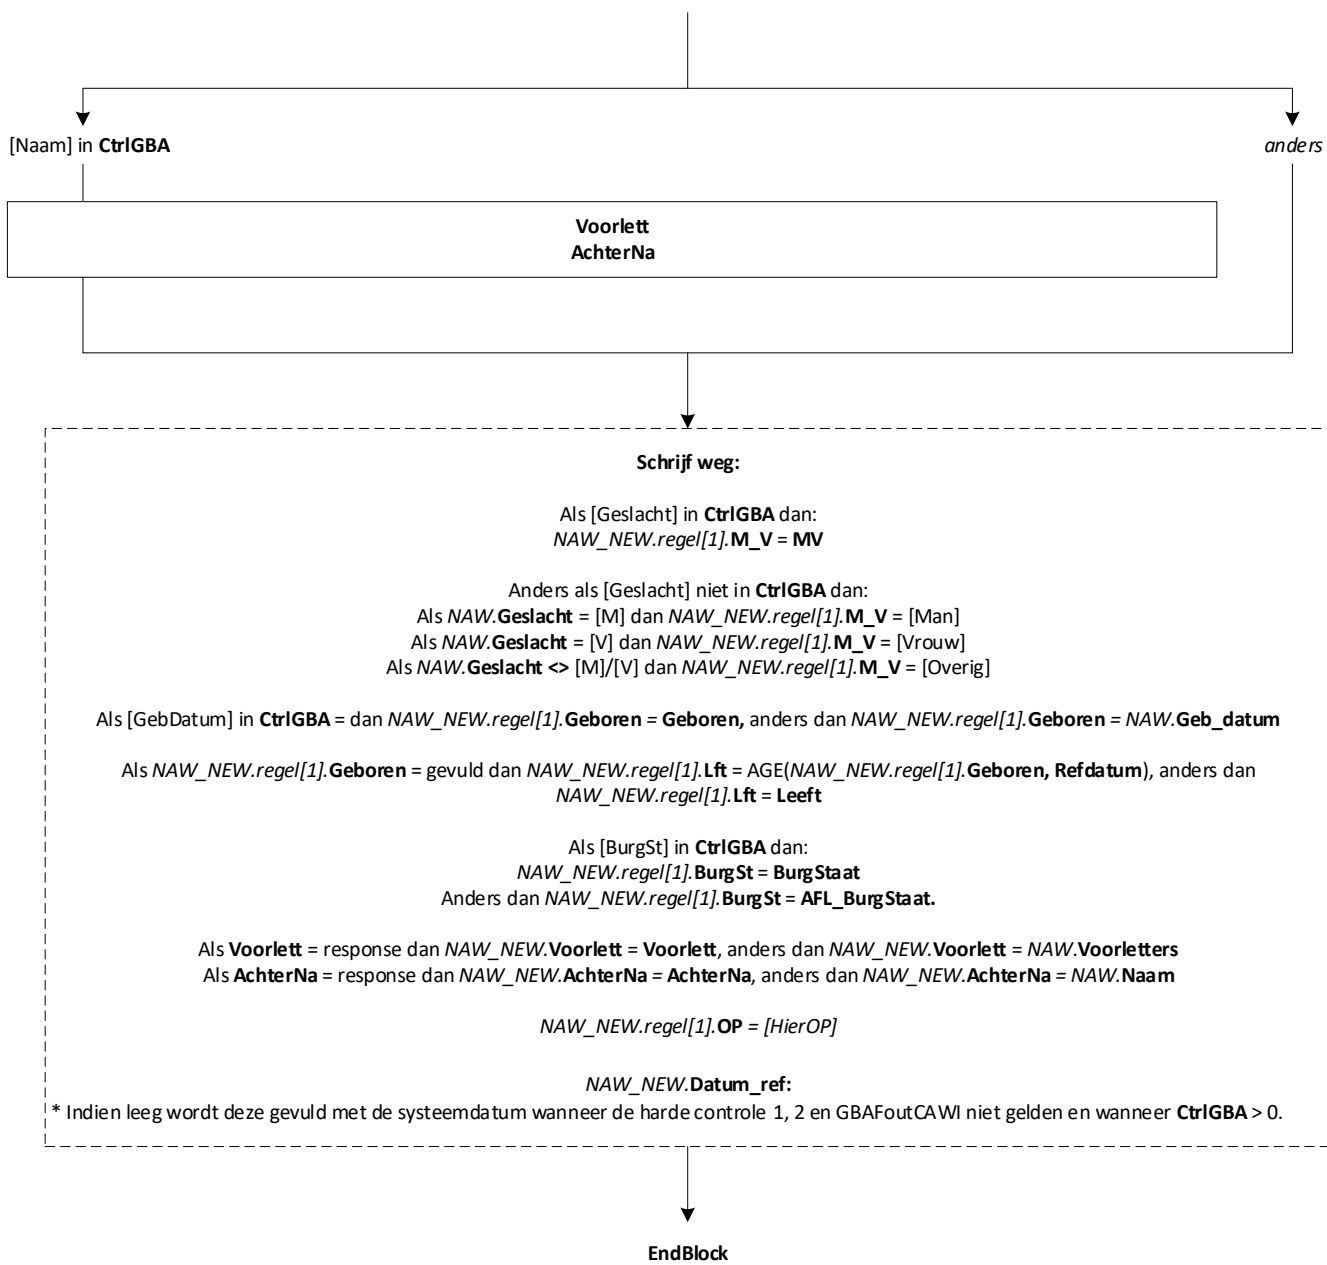 [Naam] in CtrlGBA
anders
Voorlett
AchterNa
Schrijf weg:
Als [Geslacht] in CtrlGBA dan:
NAW_NEW.regel[1].M_V = MV
Anders als [Geslacht] niet in CtrlGBA dan:
Als NAW.Geslacht = [M] dan NAW_NEW.regel[1].M_V = [Man]
Als NAW.Geslacht = [V] dan NAW_NEW.regel[1].M_V = [Vrouw]
Als NAW.Geslacht <> [M]/[V] dan NAW_NEW.regel[1].M_V = [Overig]
Als [GebDatum] in CtrlGBA = dan NAW_NEW.regel[1].Geboren = Geboren, anders dan NAW_NEW.regel[1].Geboren = NAW.Geb_datum
Als NAW_NEW.regel[1].Geboren = gevuld dan NAW_NEW.regel[1].Lft = AGE(NAW_NEW.regel[1].Geboren, Refdatum), anders dan
NAW_NEW.regel[1].Lft = Leeft
Als [BurgSt] in CtrlGBA dan:
NAW_NEW.regel[1].BurgSt = BurgStaat
Anders dan NAW_NEW.regel[1].BurgSt = AFL_BurgStaat.
Als Voorlett = response dan NAW_NEW.Voorlett = Voorlett, anders dan NAW_NEW.Voorlett = NAW.Voorletters
Als AchterNa = response dan NAW_NEW.AchterNa = AchterNa, anders dan NAW_NEW.AchterNa = NAW.Naam
NAW_NEW.regel[1].OP = [HierOP]
NAW_NEW.Datum_ref:
* Indien leeg wordt deze gevuld met de systeemdatum wanneer de harde controle 1, 2 en GBAFoutCAWI niet gelden en wanneer CtrlGBA > 0.
EndBlock